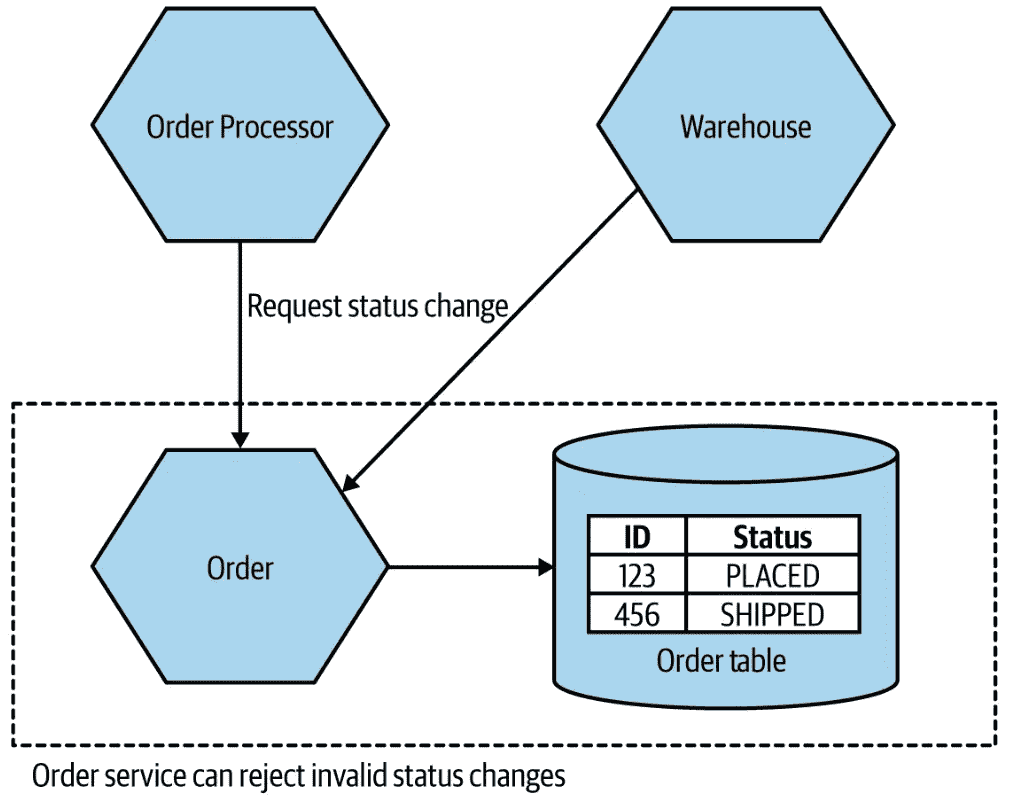 Order Processor
Warehouse
Request status change
Order
ID Status
123 PLACED
456 SHIPPED
Order table
Order service can reject invalid status changes